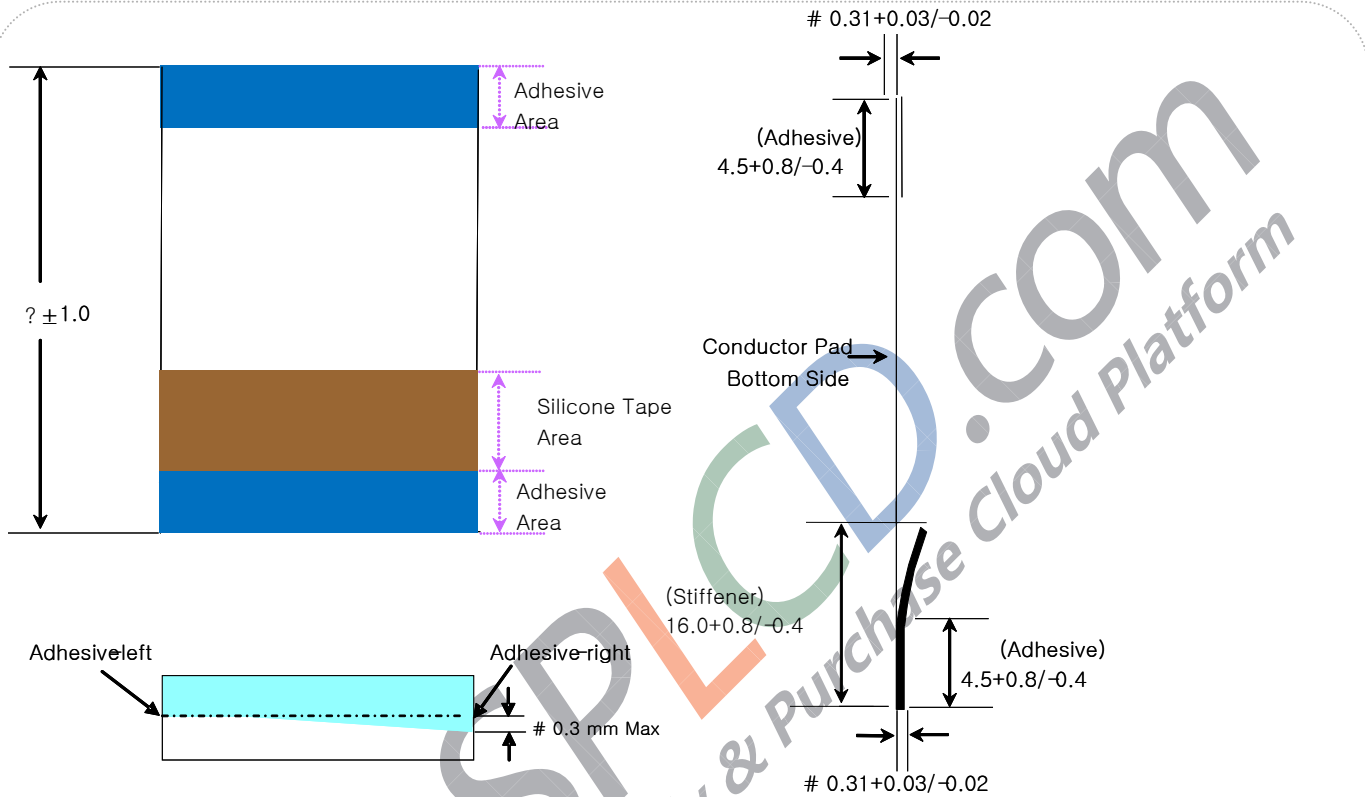 # 0.31+0.03/-0.02
Adhesive
Area
(Adhesive)
4.5+0.8/-0.4
? ±1.0
Conductor Pad
Bottom Side
Silicone Tape
Area
Adhesive
Area
(Stiffener)
16.0+0.8/-0.4
(Adhesive)
4.5+0.8/-0.4
Adhesive-left
Adhesive-right
# 0.3 mm Max
# 0.31+0.03/-0.02
SPLCD.com
& Purchase Cloud Platform